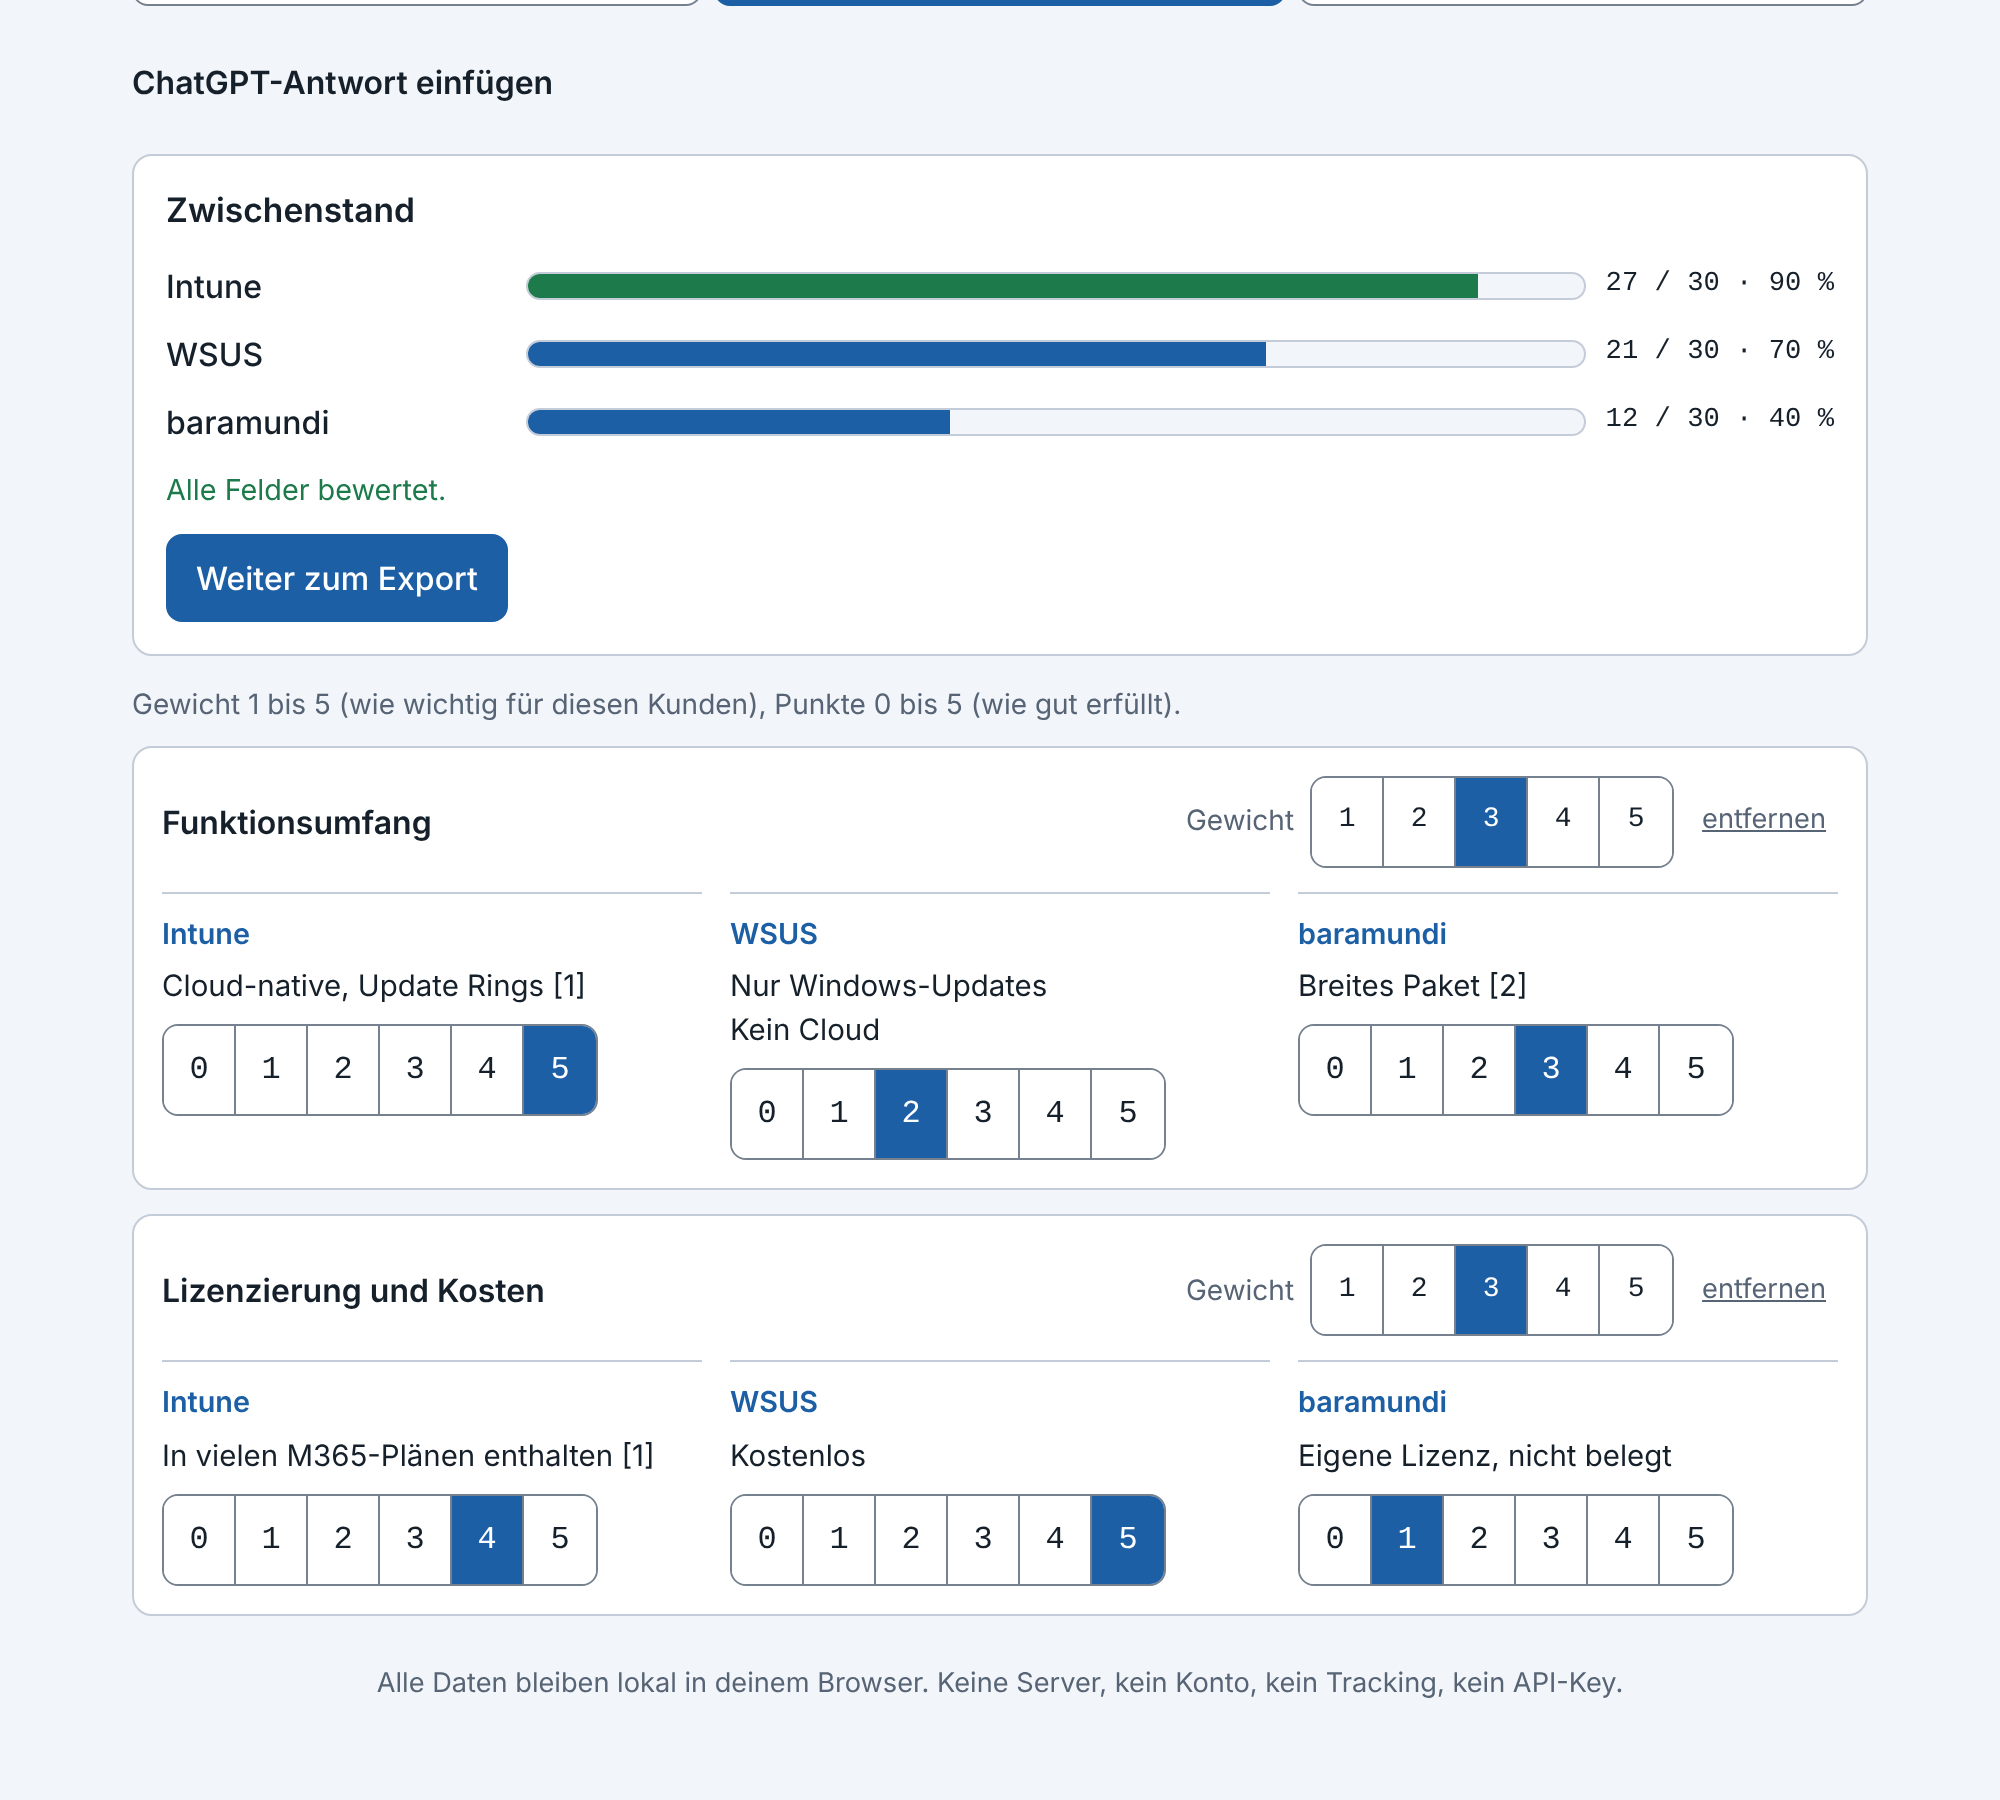 ChatGPT-Antwort einfügen
Zwischenstand
Intune 27 / 30 · 90 %
WSUS 21 / 30 · 70 %
baramundi 12 / 30 · 40 %
Alle Felder bewertet.
Weiter zum Export
Gewicht 1 bis 5 (wie wichtig für diesen Kunden), Punkte 0 bis 5 (wie gut erfüllt).
Funktionsumfang Gewicht 1 2 3 4 5 entfernen
Intune
Cloud-native, Update Rings [1]
0 1 2 3 4 5
WSUS
Nur Windows-Updates
Kein Cloud
0 1 2 3 4 5
baramundi
Breites Paket [2]
0 1 2 3 4 5
Lizenzierung und Kosten Gewicht 1 2 3 4 5 entfernen
Intune
In vielen M365-Plänen enthalten [1]
0 1 2 3 4 5
WSUS
Kostenlos
0 1 2 3 4 5
baramundi
Eigene Lizenz, nicht belegt
0 1 2 3 4 5
Alle Daten bleiben lokal in deinem Browser. Keine Server, kein Konto, kein Tracking, kein API-Key.